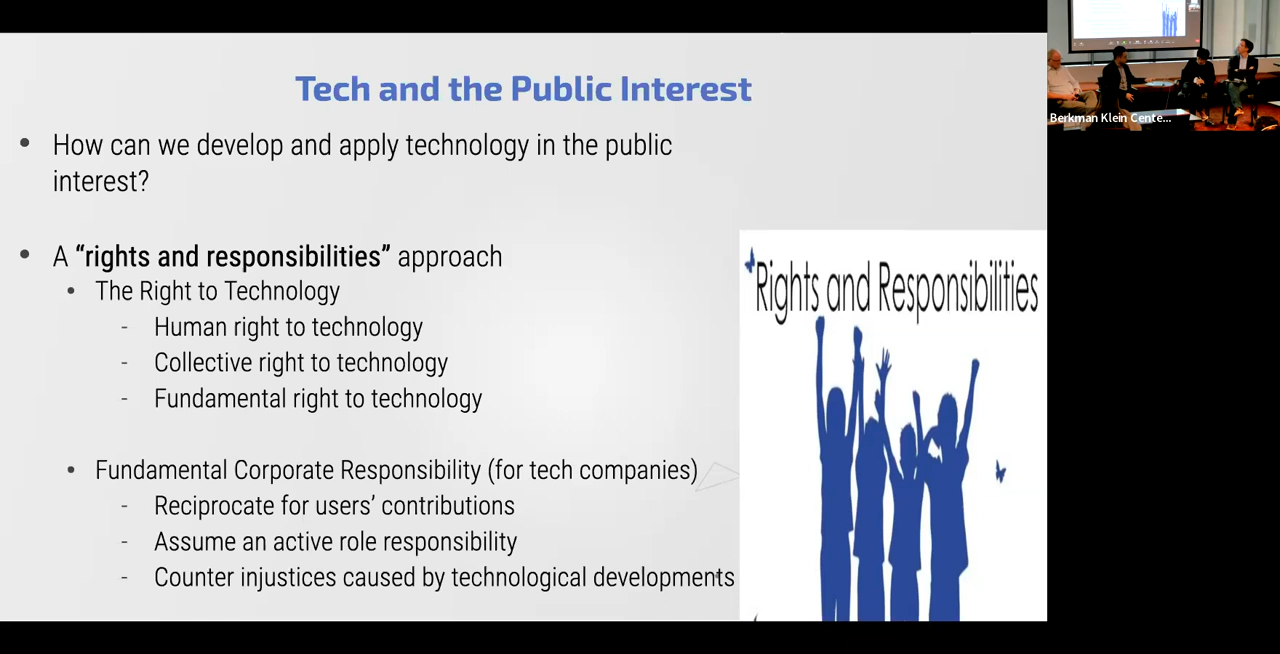 Tech and the Public Interest
• How can we develop and apply technology in the public
interest?
• A “rights and responsibilities” approach
• The Right to Technology
- Human right to technology
- Collective right to technology
- Fundamental right to technology
• Fundamental Corporate Responsibility (for tech companies)
- Reciprocate for users’ contributions
- Assume an active role responsibility
- Counter injustices caused by technological developments
Rights and Responsibilities
Berkman Klein Cente...